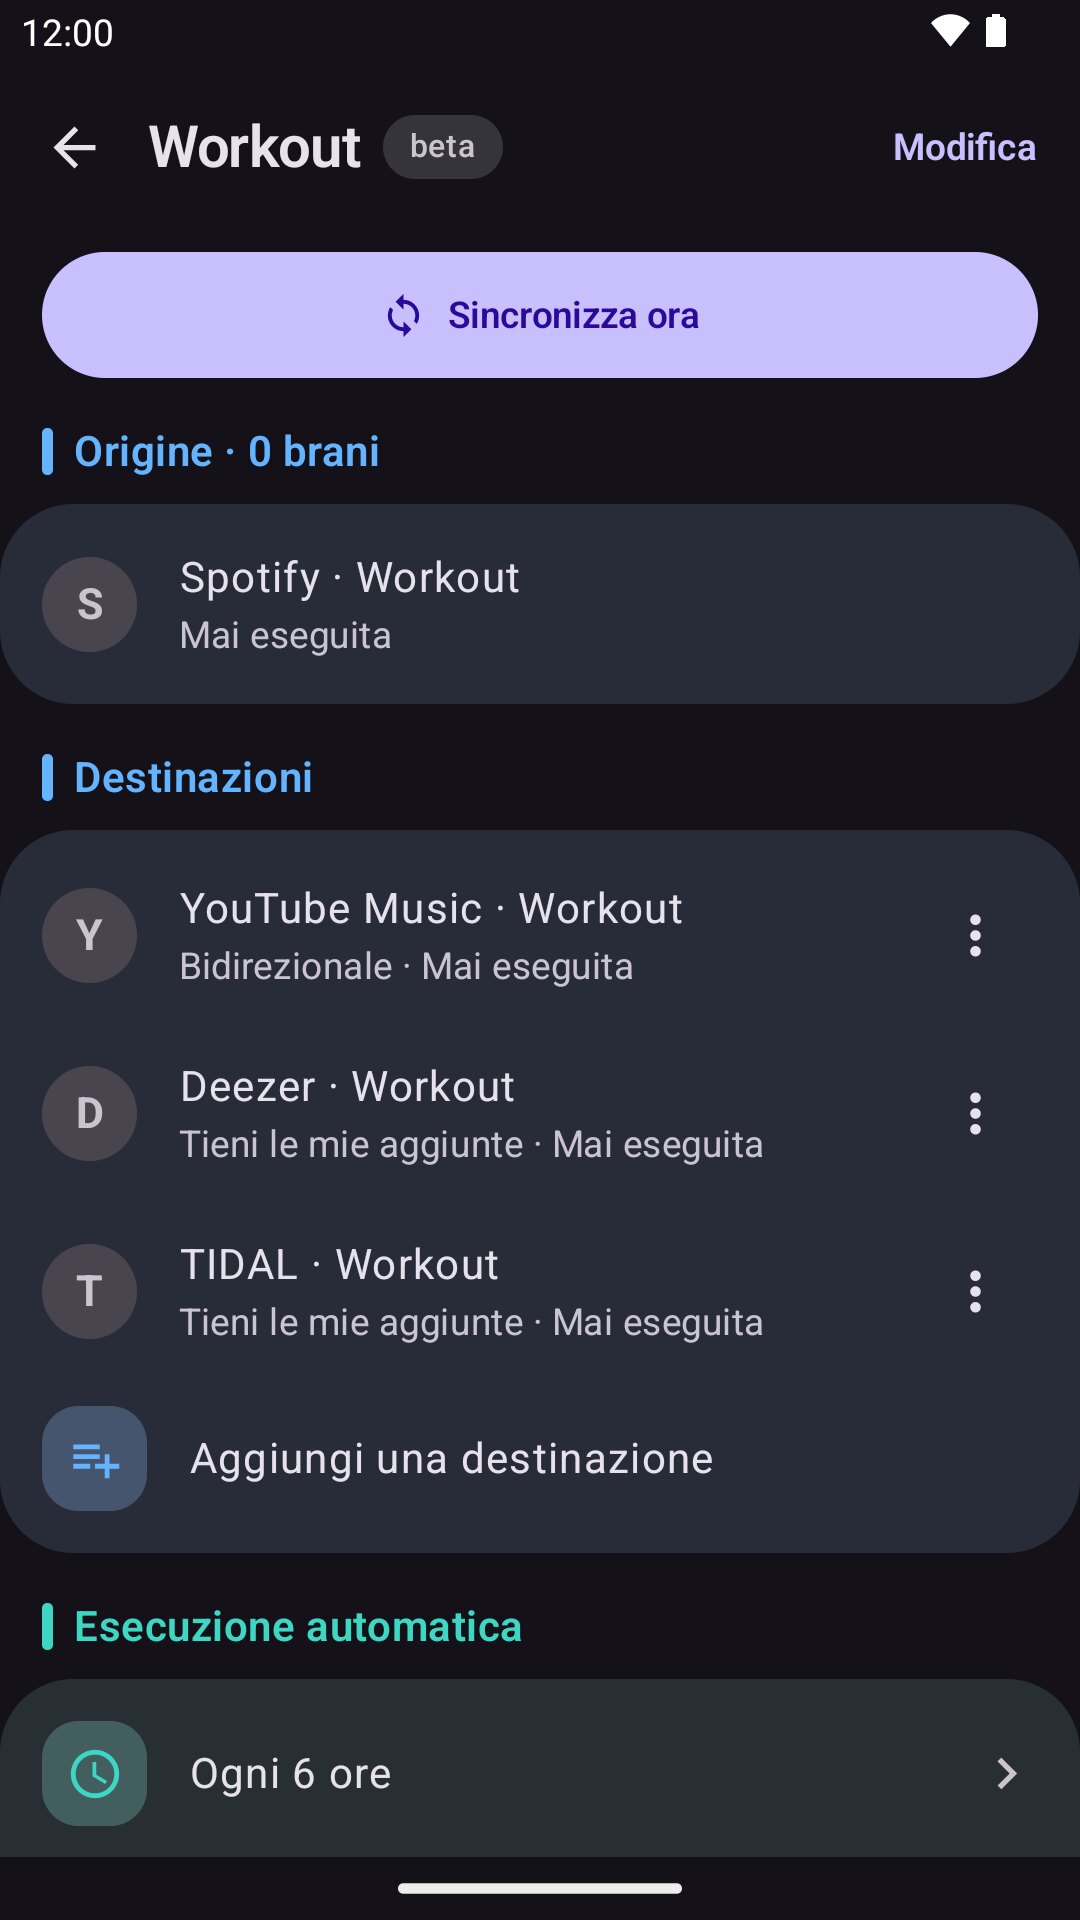 12:00
Workout
beta
Modifica
Sincronizza ora
Origine · 0 brani
S
Spotify · Workout
Mai eseguita
Destinazioni
Y
YouTube Music · Workout
Bidirezionale · Mai eseguita
D
Deezer · Workout
Tieni le mie aggiunte · Mai eseguita
T
TIDAL · Workout
Tieni le mie aggiunte · Mai eseguita
Aggiungi una destinazione
Esecuzione automatica
Ogni 6 ore